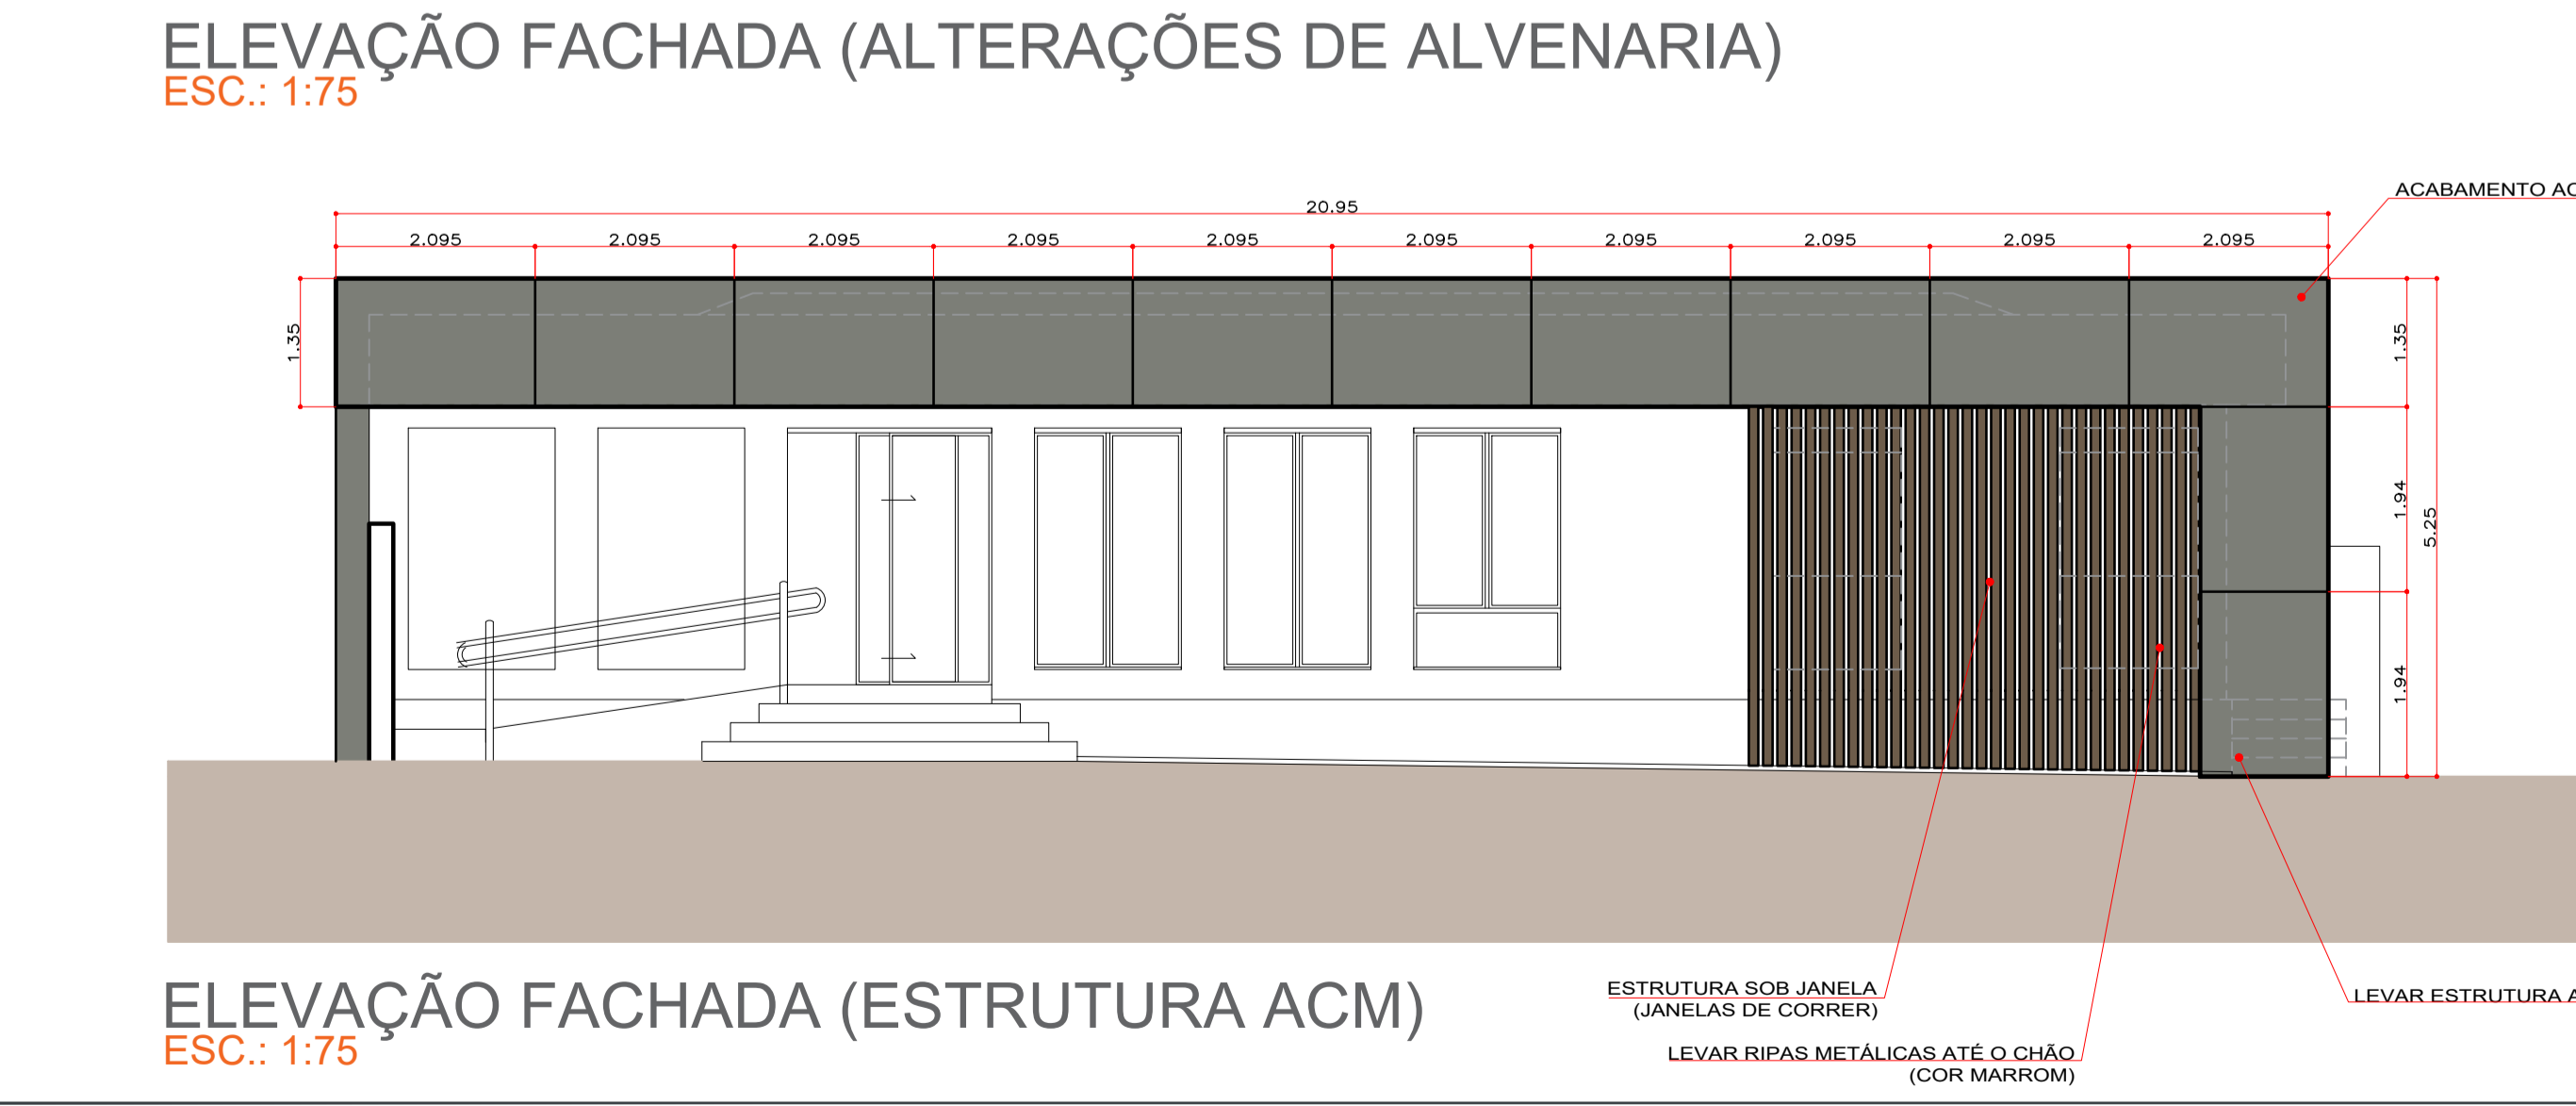 ELEVAÇÃO FACHADA (ALTERAÇÕES DE ALVENARIA)
ESC.: 1:75
ACABAMENTO
20.95
2.095 2.095 2.095 2.095 2.095 2.095 2.095 2.095 2.095 2.095
1.35
1.35
1.94
5.25
1.94
ESTRUTURA SOB JANELA
(JANELAS DE CORRER)
LEVAR ESTRUTURA
LEVAR RIPAS METÁLICAS ATÉ O CHÃO
(COR MARROM)
ELEVAÇÃO FACHADA (ESTRUTURA ACM)
ESC.: 1:75